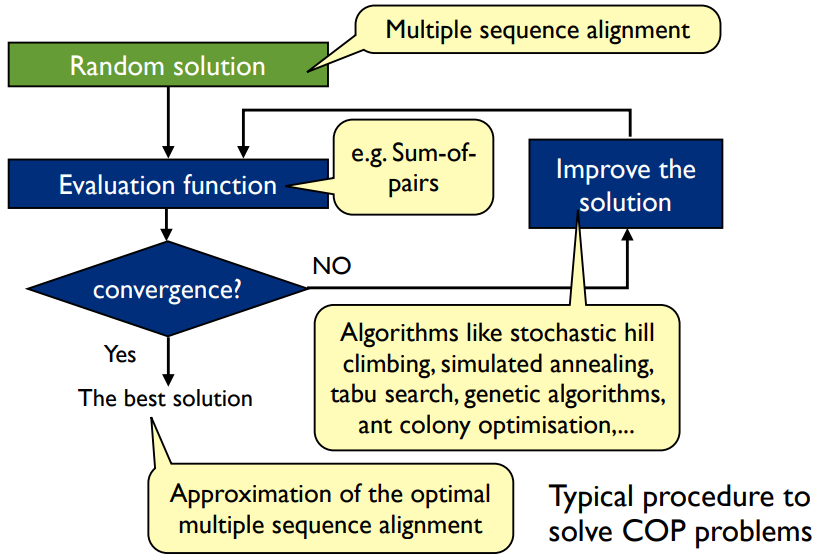 Multiple sequence alignment
Random solution
e.g. Sum-of-
pairs
Evaluation function
Improve the
solution
convergence?
NO
Algorithms like stochastic hill
climbing, simulated annealing,
tabu search, genetic algorithms,
ant colony optimisation,...
Yes
The best solution
Approximation of the optimal
multiple sequence alignment
Typical procedure to
solve COP problems